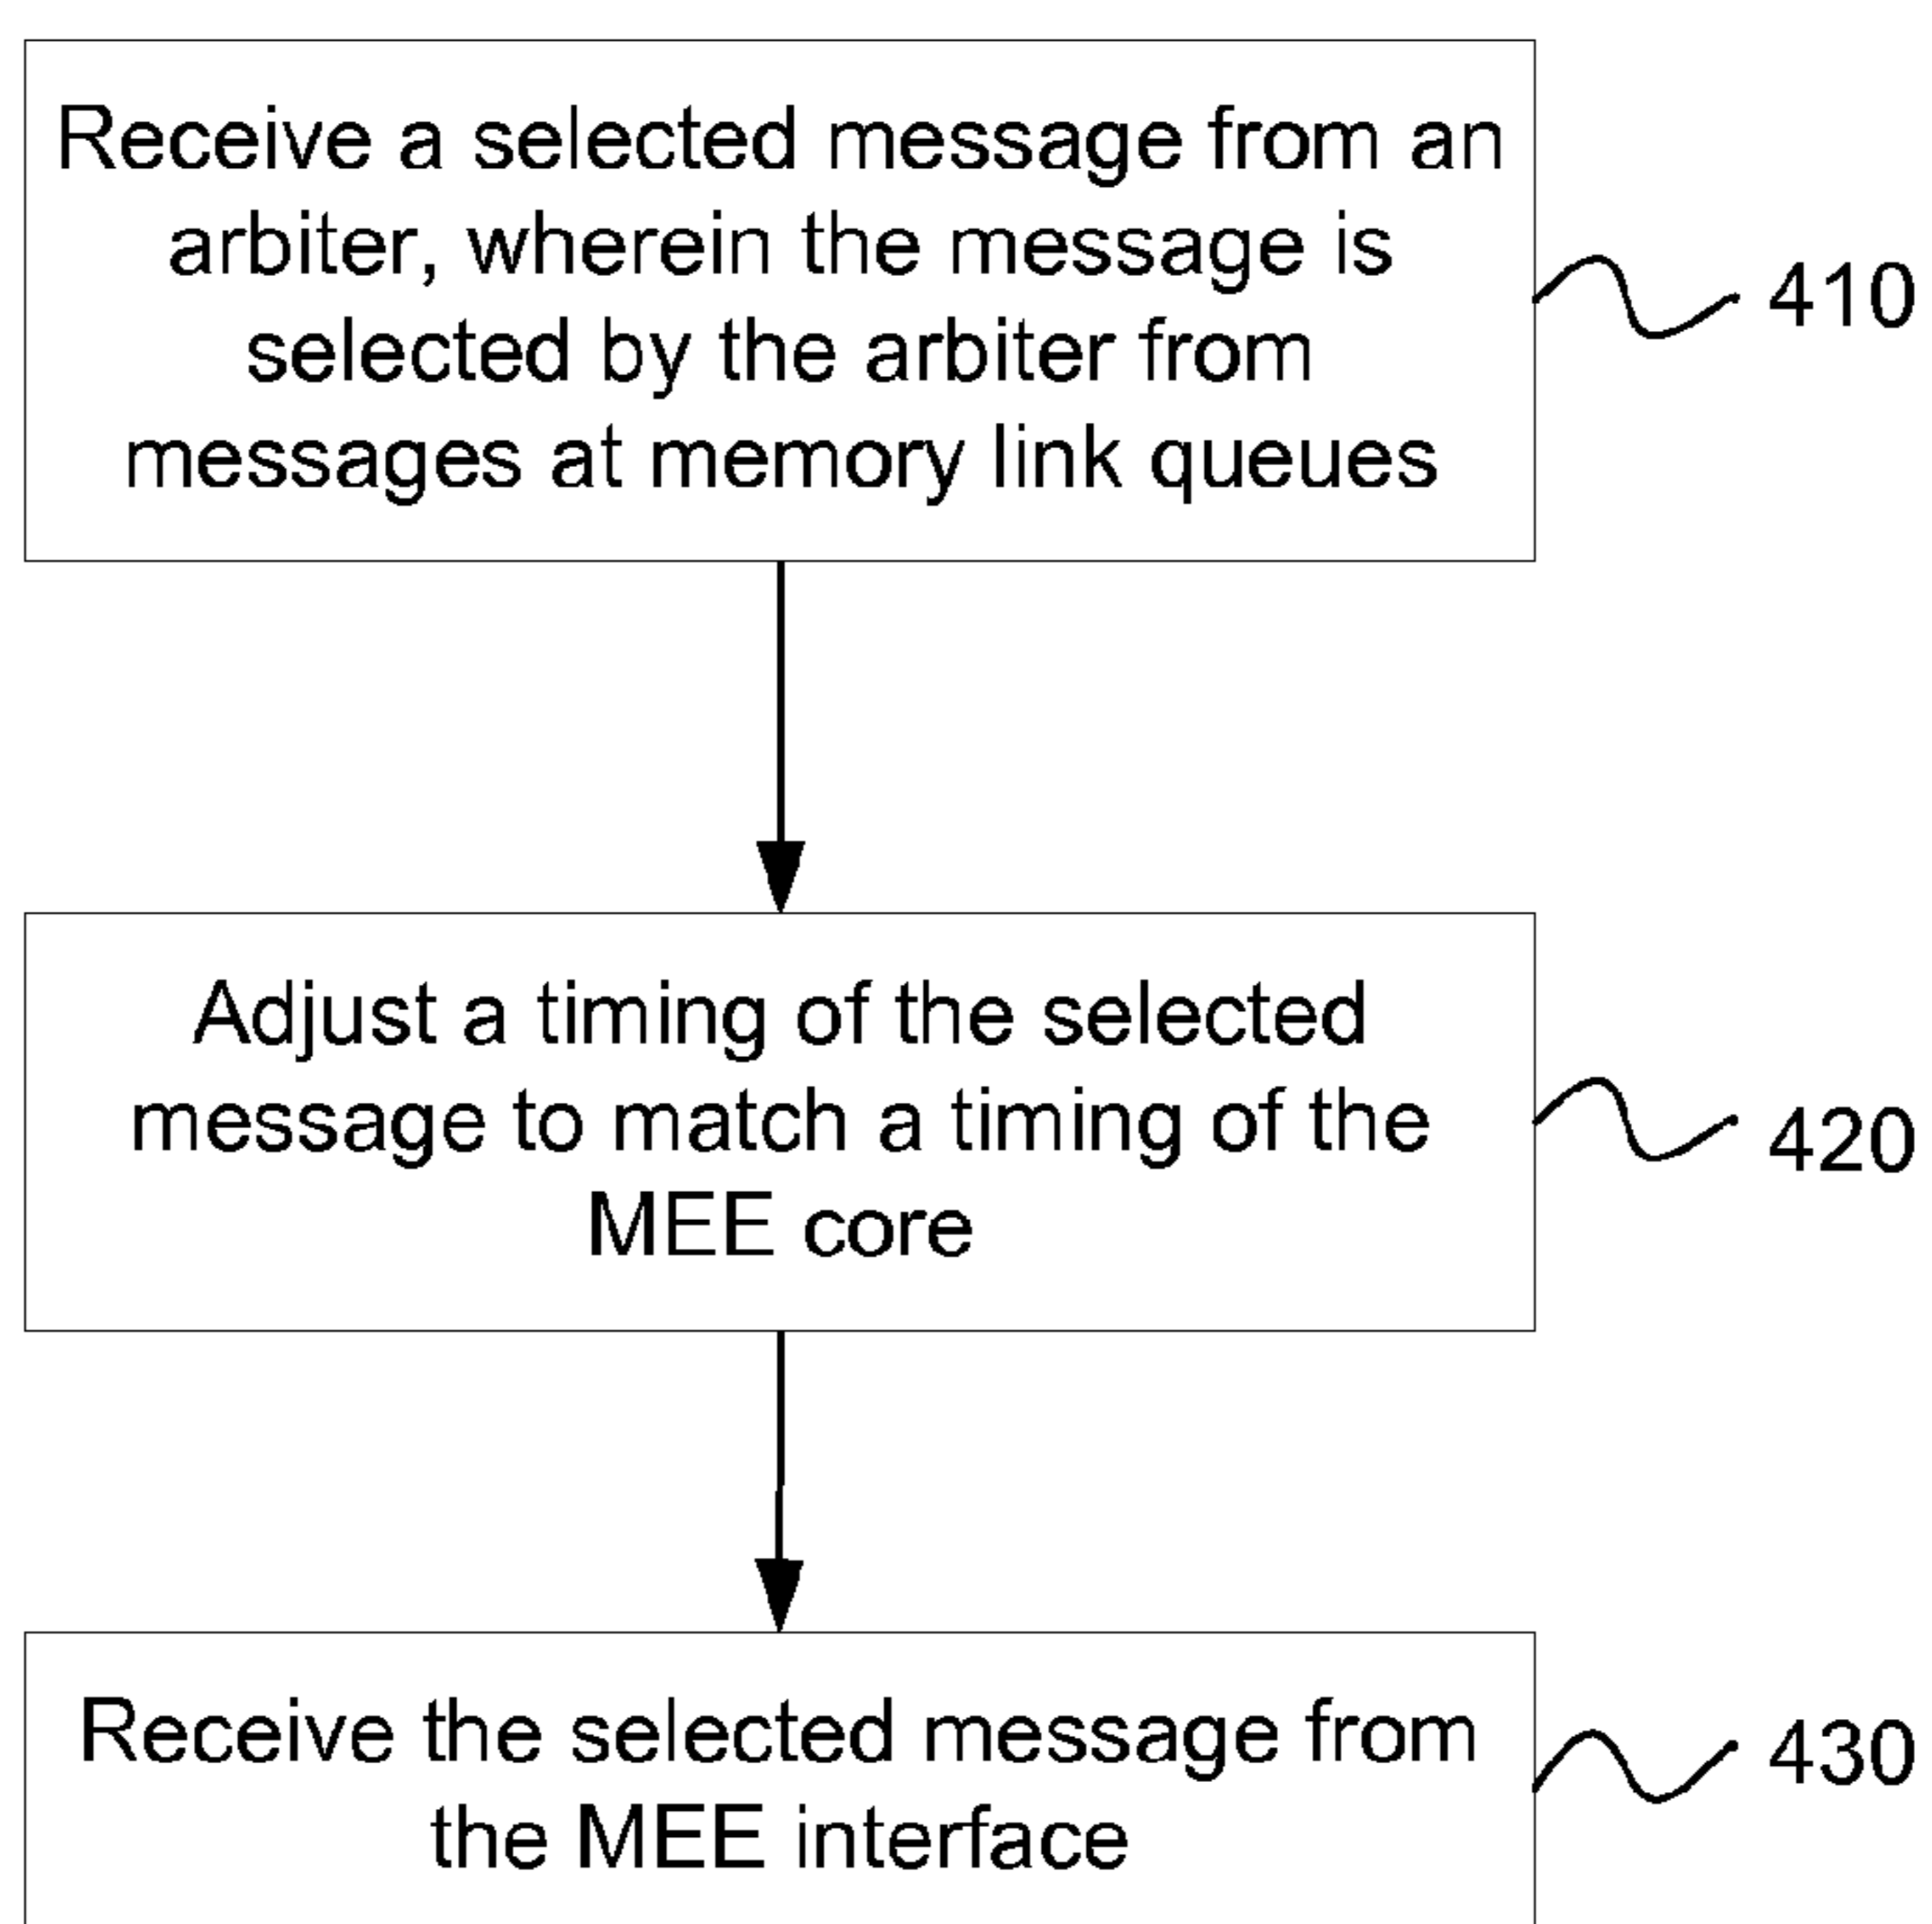 Receive a selected message from an
arbiter, wherein the message is
selected by the arbiter from
messages at memory link queues
410
Adjust a timing of the selected
message to match a timing of the
MEE core
420
Receive the selected message from
the MEE interface
430